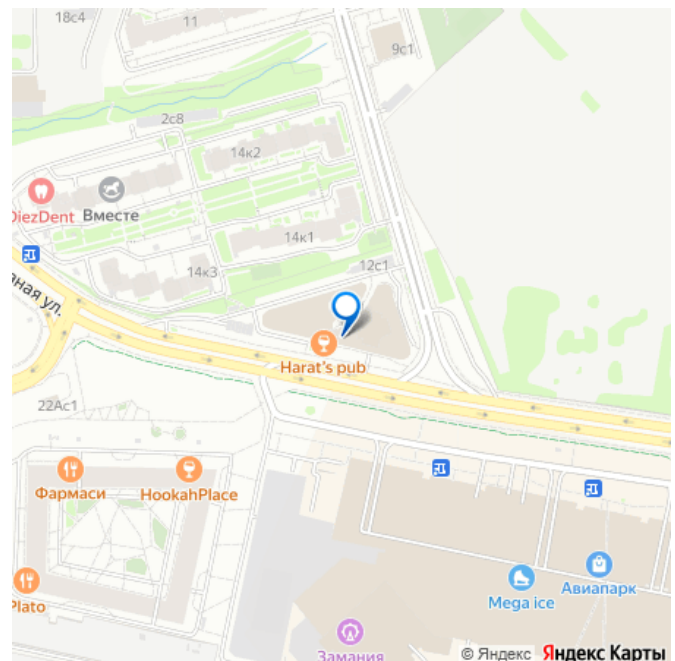 18с4
11
9с1
2с8
14к2
DiezDent
Вместе
14к1
14к3
12с1
ная ул.
Harat's pub
22Ас1
Фармаси
HookahPlace
Plato
Mega ice
Авиапарк
Замания
© Яндекс Яндекс Карты